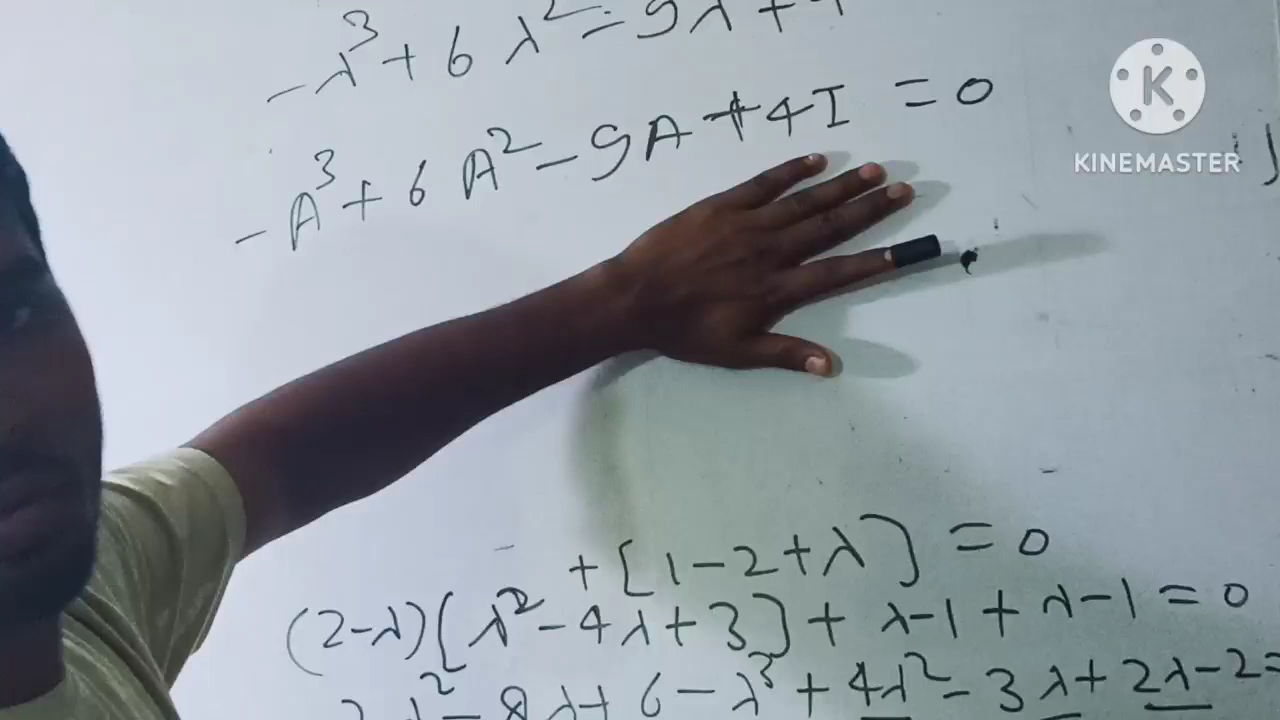 -λ³+6λ²-9λ+4
-A³+6A²-9A+4I = 0
K
KINEMASTER
+[1-2+λ] = 0
(2-λ)[λ²-4λ+3]+λ-1+λ-1=0
2λ²-8λ+6-λ³+4λ²-3λ+2λ-2=